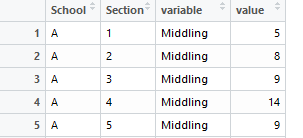 School Section variable value
1 A 1 Middling 5
2 A 2 Middling 8
3 A 3 Middling 9
4 A 4 Middling 14
5 A 5 Middling 9